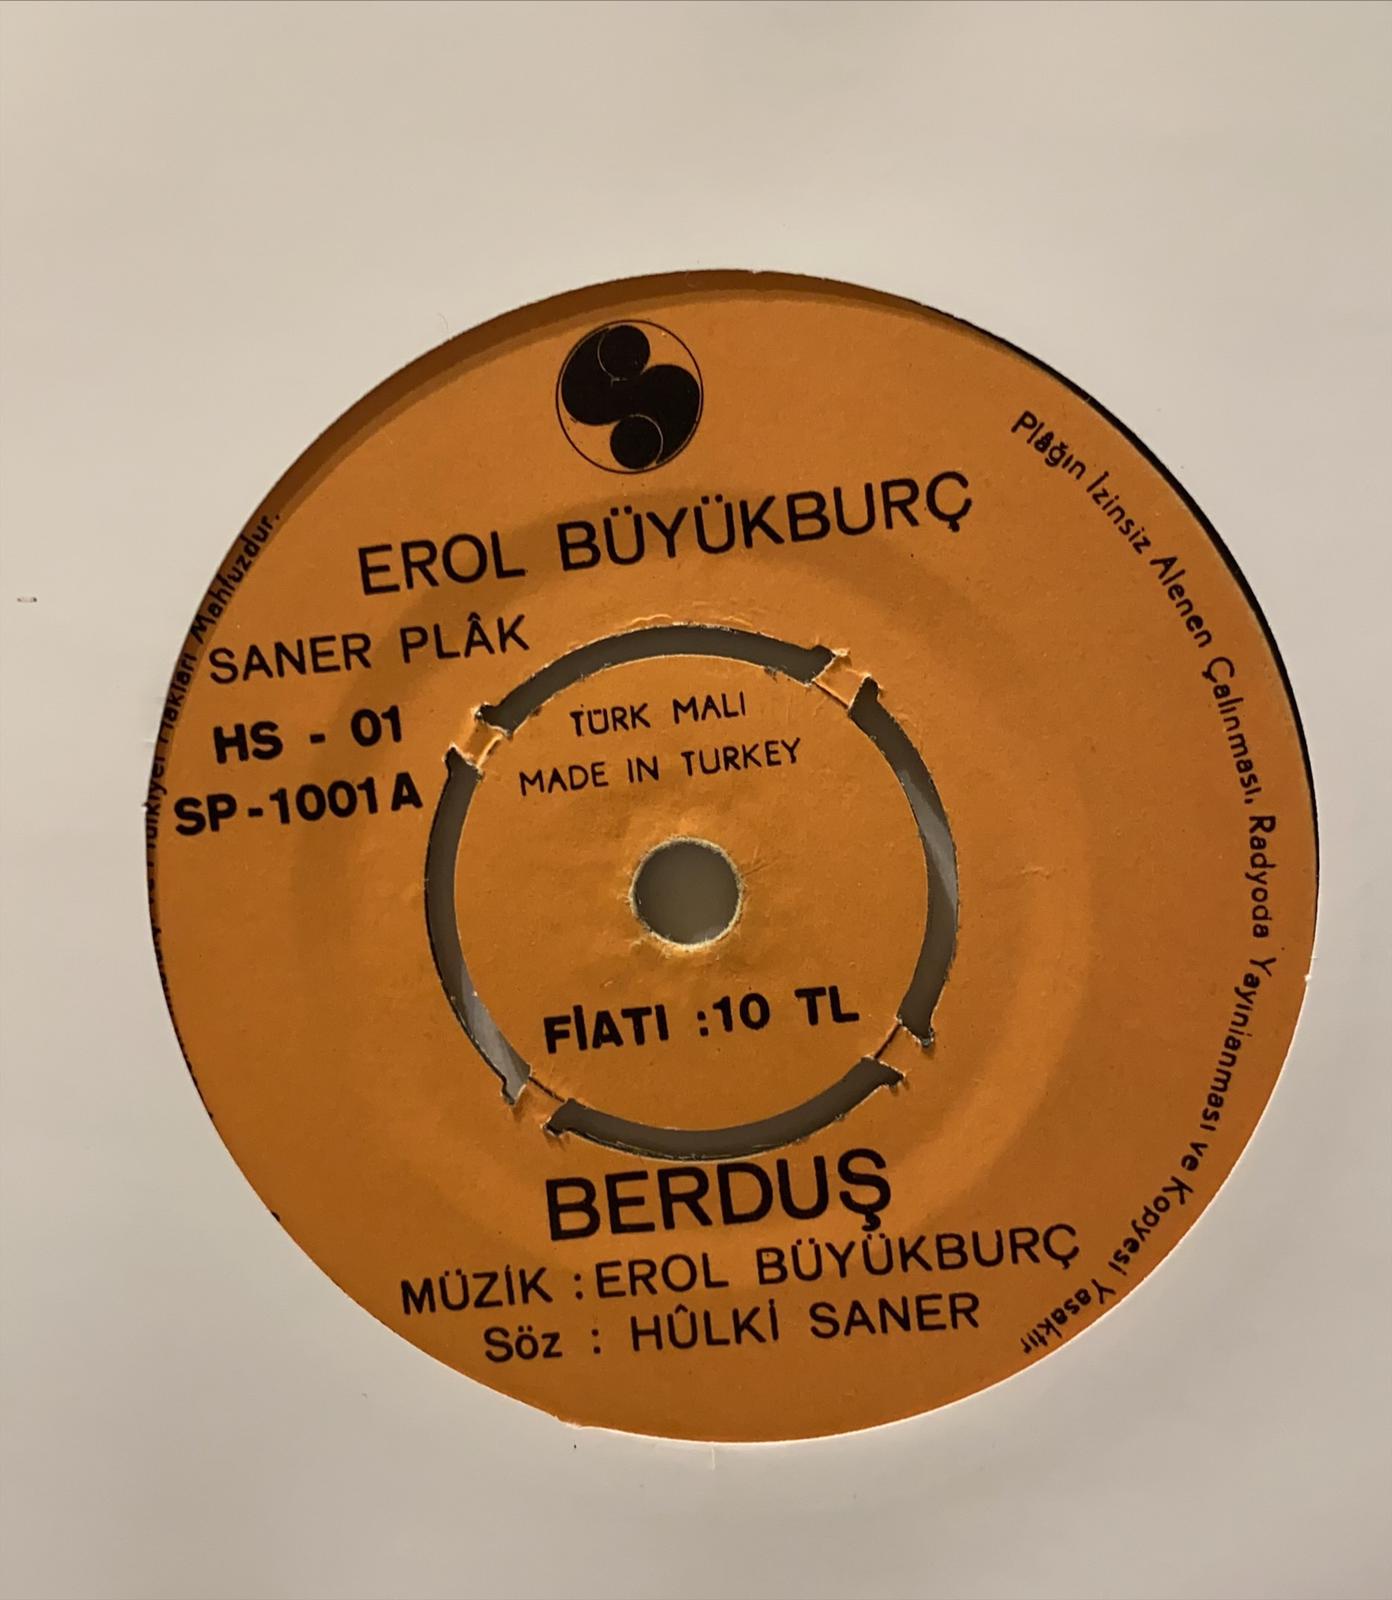 EROL BÜYÜKBURÇ
SANER PLÂK
HS - 01
SP-1001 A
TÜRK MALI
MADE IN TURKEY
FİATI : 10 TL
BERDUŞ
MÜZİK : EROL BÜYÜKBURÇ
Söz : HÛLKİ SANER
Plâğın İzinsiz Alenen Çalınması, Radyoda Yayınlanması ve Kopyesi Yasaktır
Hakları Mahfuzdur.